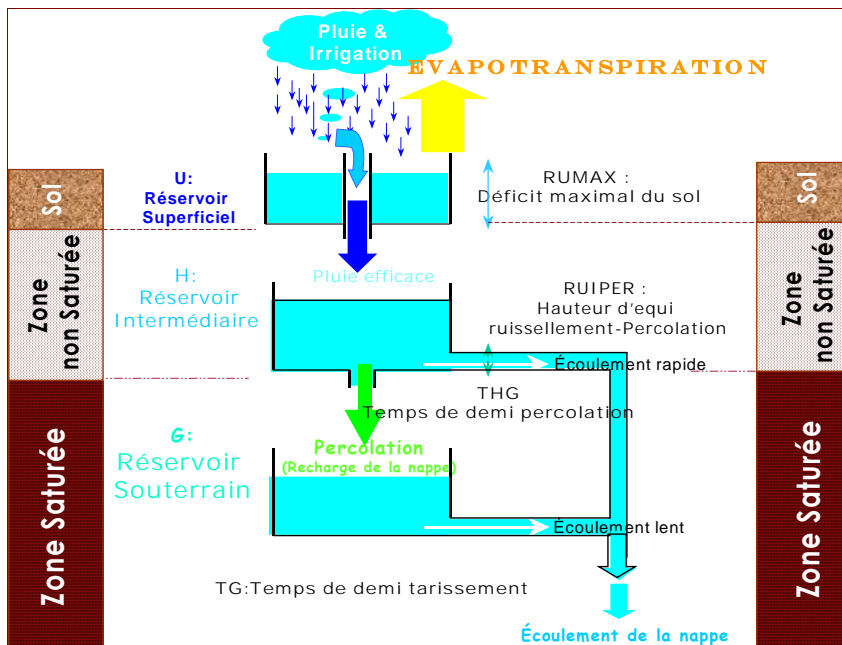 Pluie &
Irrigation
EVAPOTRANSPIRATION
Sol
U:
Réservoir
Superficiel
RUMAX :
Déficit maximal du sol
Sol
Zone
non Saturée
H:
Réservoir
Intermédiaire
Pluie efficace
RUIPER :
Hauteur d'equi
ruissellement-Percolation
Zone
non Saturée
Écoulement rapide
THG
Temps de demi percolation
Zone Saturée
G:
Réservoir
Souterrain
Percolation
(Recharge de la nappe)
Écoulement lent
Zone Saturée
TG:Temps de demi tarissement
Écoulement de la nappe